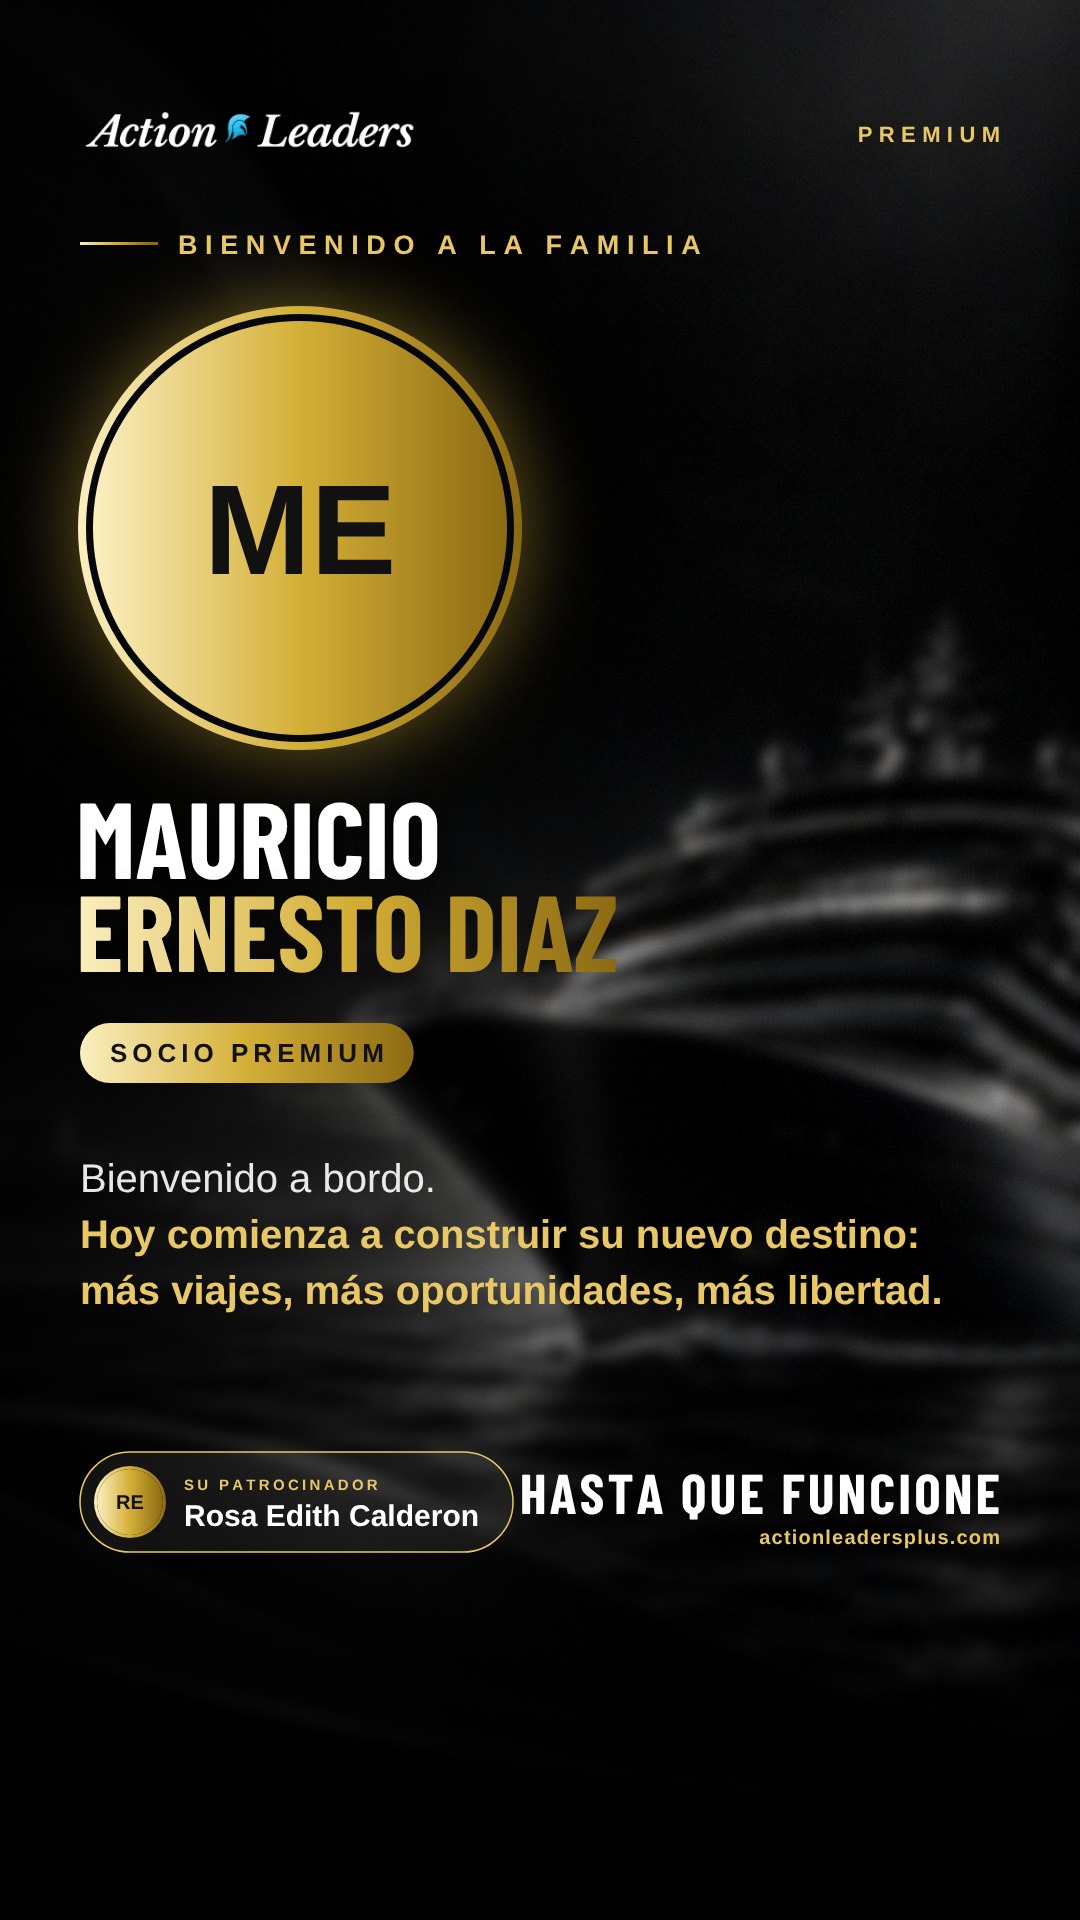 Action Leaders
PREMIUM
BIENVENIDO A LA FAMILIA
ME
MAURICIO
ERNESTO DIAZ
SOCIO PREMIUM
Bienvenido a bordo.
Hoy comienza a construir su nuevo destino:
más viajes, más oportunidades, más libertad.
RE
SU PATROCINADOR
Rosa Edith Calderon
HASTA QUE FUNCIONE
actionleadersplus.com